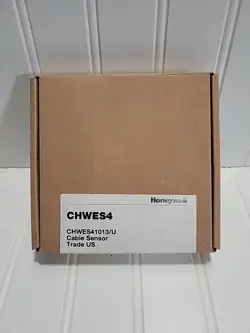 Honeywell
CHWES4
CHWES41013/U
Cable Sensor
Trade US